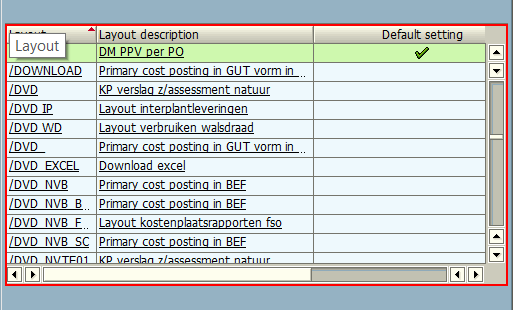 Layout Layout description Default setting
Layout
DM PPV per PO
/DOWNLOAD Primary cost posting in GUT vorm in ...
/DVD KP verslag z/assessment natuur
/DVD IP Layout interplantleveringen
/DVD WD Layout verbruiken walsdraad
/DVD_ Primary cost posting in GUT vorm in ...
/DVD_EXCEL Download excel
/DVD_NVB Primary cost posting in BEF
/DVD_NVB_B... Primary cost posting in BEF
/DVD_NVB_F... Layout kostenplaatsrapporten fso
/DVD_NVB_SC Primary cost posting in BEF
/DVD_NVTE01 KP verslag z/assessment natuur